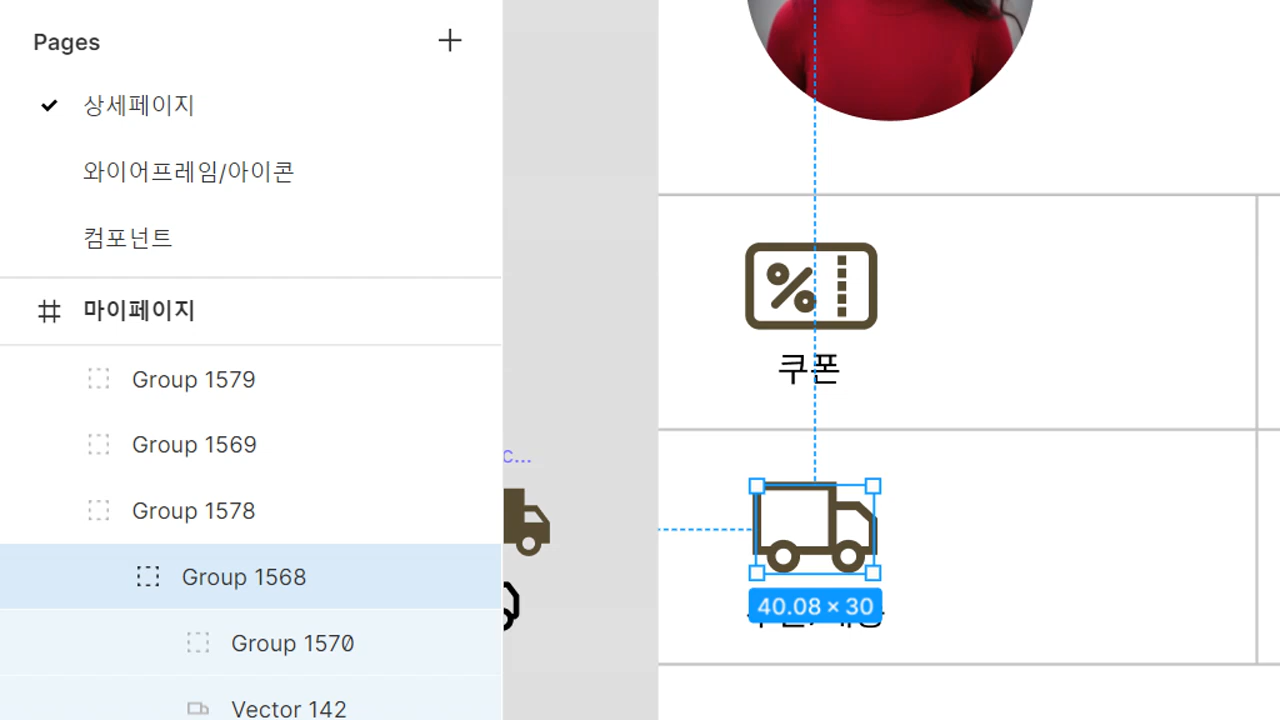 Pages
상세페이지
와이어프레임/아이콘
컴포넌트
마이페이지
Group 1579
Group 1569
Group 1578
Group 1568
Group 1570
Vector 142
c...
쿠폰
40.08 × 30